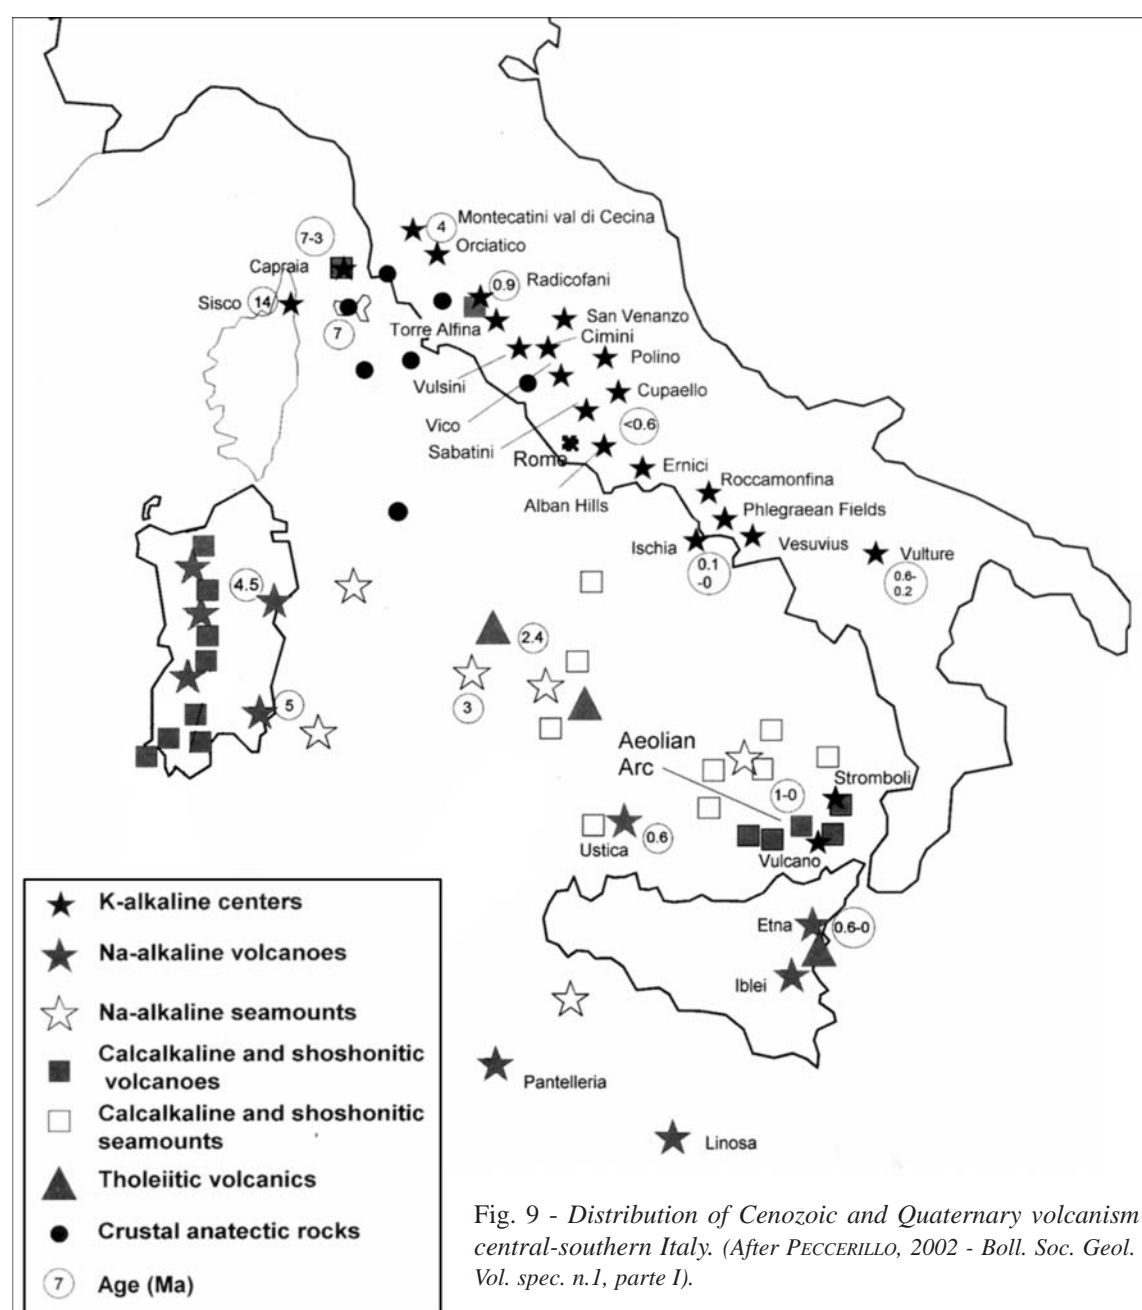 Montecatini val di Cecina
4
7-3
Orciatico
Capraia
Radicofani
0.9
Sisco
14
7
San Venanzo
Torre Alfina
Cimini
Polino
Vulsini
Cupaello
Vico
<0.6
Sabatini
Rome
Ernici
Roccamonfina
Alban Hills
Phlegraean Fields
Ischia
Vesuvius
Vulture
0.1
-0
0.6-
0.2
4.5
2.4
3
5
Aeolian
Arc
Stromboli
1-0
Ustica
0.6
Vulcano
Etna
0.6-0
Iblei
Pantelleria
Linosa
K-alkaline centers
Na-alkaline volcanoes
Na-alkaline seamounts
Calcalkaline and shoshonitic
volcanoes
Calcalkaline and shoshonitic
seamounts
Tholeiitic volcanics
Crustal anatectic rocks
7 Age (Ma)
Fig. 9 - Distribution of Cenozoic and Quaternary volcanism
central-southern Italy. (After PECCERILLO, 2002 - Boll. Soc. Geol.
Vol. spec. n.1, parte I).